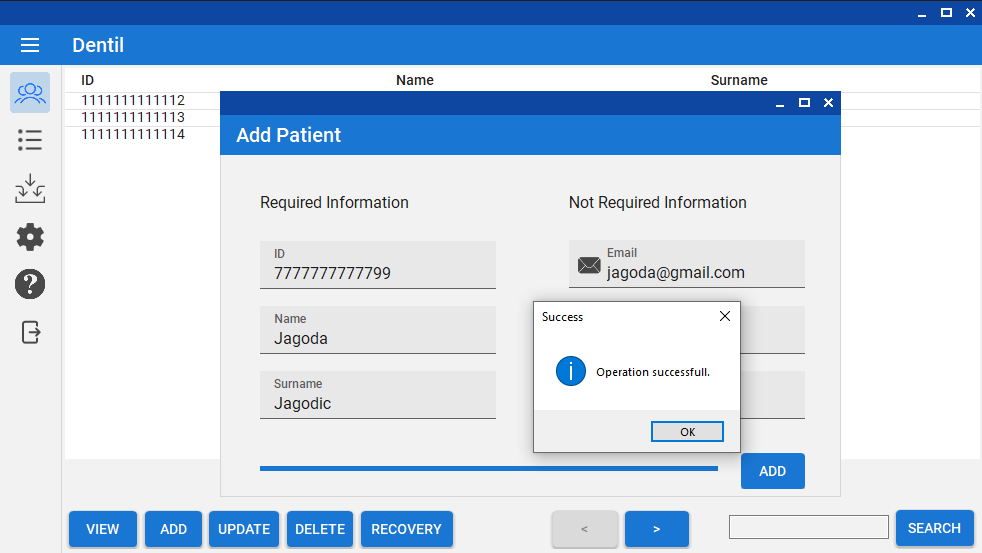 Dentil
ID Name Surname
1111111111112
1111111111113
1111111111114
Add Patient
Required Information
Not Required Information
ID
7777777777799
Email
jagoda@gmail.com
Name
Jagoda
Surname
Jagodic
Success
Operation successfull.
OK
ADD
VIEW ADD UPDATE DELETE RECOVERY < > SEARCH